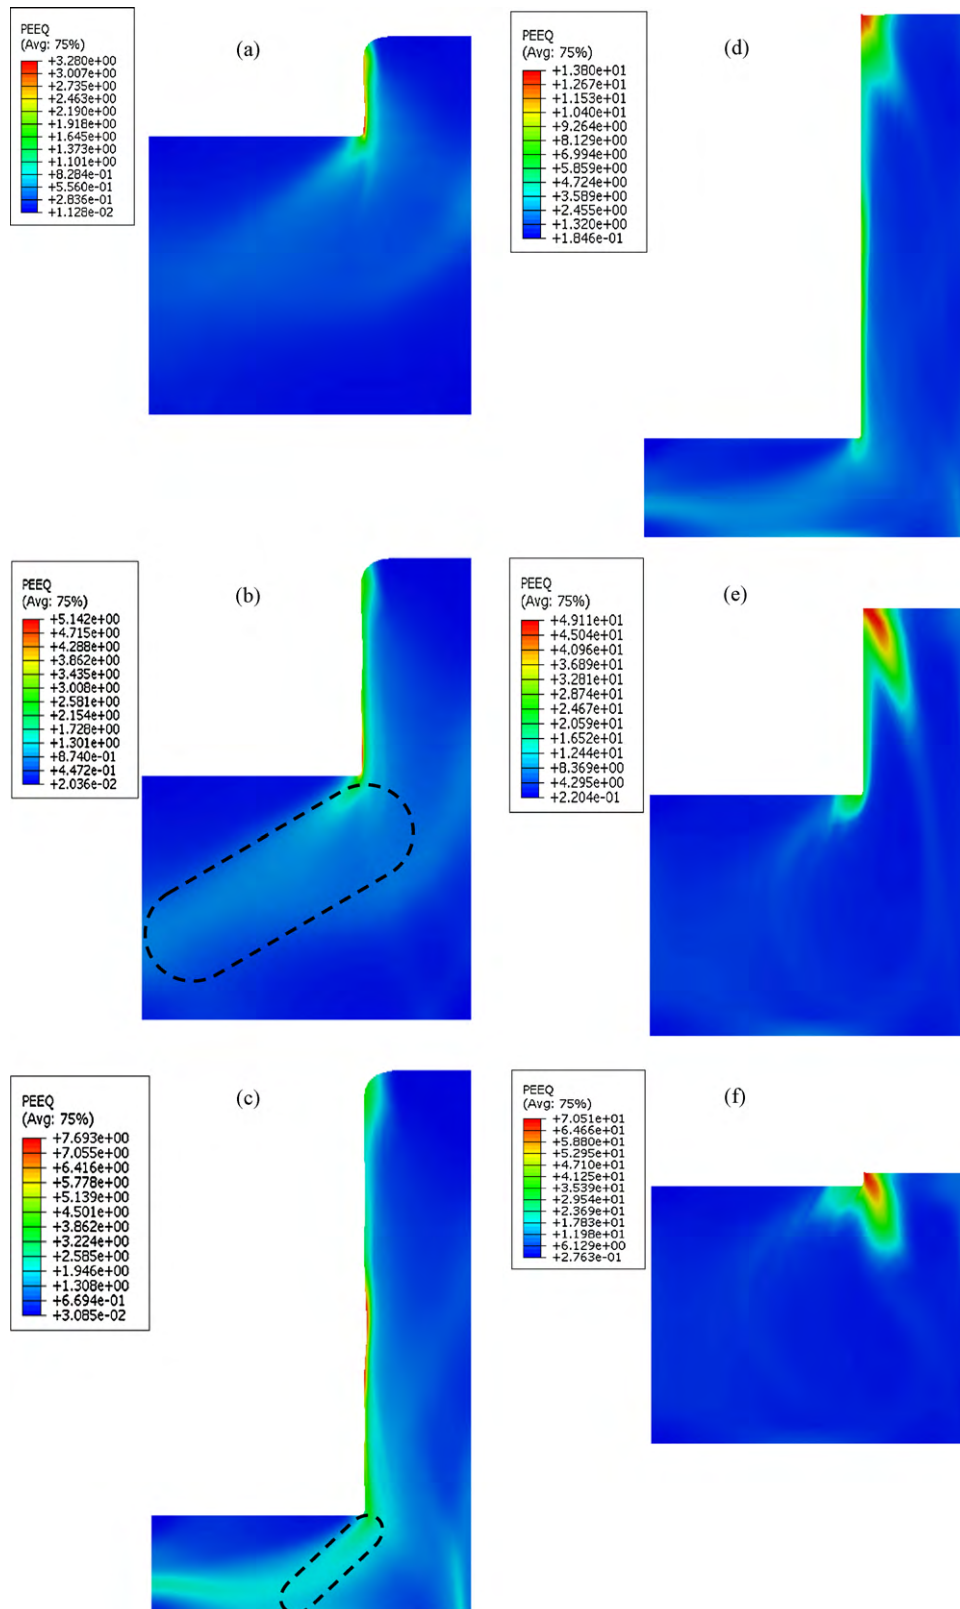 PEEQ
(Avg: 75%)
+3.280e+00
+3.007e+00
+2.735e+00
+2.463e+00
+2.190e+00
+1.918e+00
+1.645e+00
+1.373e+00
+1.101e+00
+8.284e-01
+5.560e-01
+2.836e-01
+1.128e-02
(a)
PEEQ
(Avg: 75%)
+1.380e+01
+1.267e+01
+1.153e+01
+1.040e+01
+9.264e+00
+8.129e+00
+6.994e+00
+5.859e+00
+4.724e+00
+3.589e+00
+2.455e+00
+1.320e+00
+1.846e-01
(d)
PEEQ
(Avg: 75%)
+5.142e+00
+4.715e+00
+4.288e+00
+3.862e+00
+3.435e+00
+3.008e+00
+2.581e+00
+2.154e+00
+1.728e+00
+1.301e+00
+8.740e-01
+4.472e-01
+2.036e-02
(b)
PEEQ
(Avg: 75%)
+4.911e+01
+4.504e+01
+4.096e+01
+3.689e+01
+3.281e+01
+2.874e+01
+2.467e+01
+2.059e+01
+1.652e+01
+1.244e+01
+8.369e+00
+4.295e+00
+2.204e-01
(e)
PEEQ
(Avg: 75%)
+7.693e+00
+7.055e+00
+6.416e+00
+5.778e+00
+5.139e+00
+4.501e+00
+3.862e+00
+3.224e+00
+2.585e+00
+1.946e+00
+1.308e+00
+6.694e-01
+3.085e-02
(c)
PEEQ
(Avg: 75%)
+7.051e+01
+6.466e+01
+5.880e+01
+5.295e+01
+4.710e+01
+4.125e+01
+3.539e+01
+2.954e+01
+2.369e+01
+1.783e+01
+1.198e+01
+6.129e+00
+2.763e-01
(f)